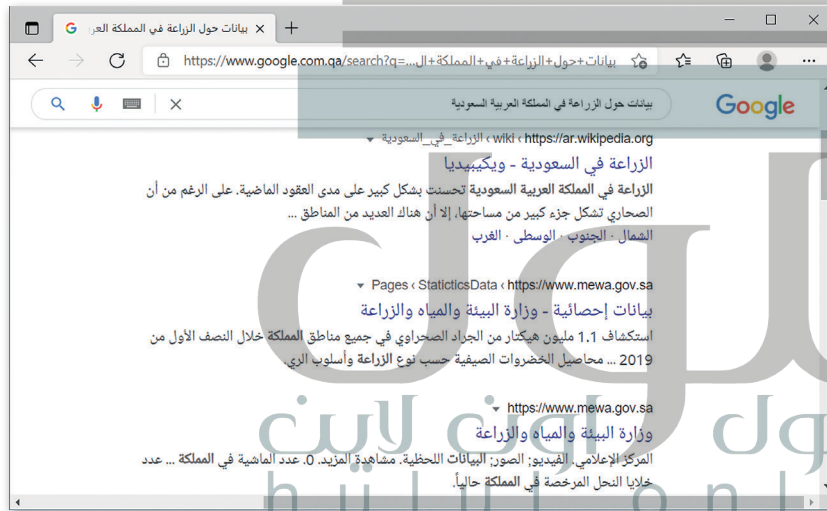 بيانات حول الزراعة في المملكة العر
https://www.google.com.qa/search?q=...بيانات+حول+الزراعة+في+المملكة+ال
Google
بيانات حول الزراعة في المملكة العربية السعودية
https://ar.wikipedia.org › wiki › الزراعة_في_السعودية
الزراعة في السعودية - ويكيبيديا
الزراعة في المملكة العربية السعودية تحسنت بشكل كبير على مدى العقود الماضية. على الرغم من أن
الصحاري تشكل جزء كبير من مساحتها، إلا أن هناك العديد من المناطق ...
الشمال · الجنوب · الوسطى · الغرب
https://www.mewa.gov.sa › StaticticsData › Pages
بيانات إحصائية - وزارة البيئة والمياه والزراعة
استكشاف 1.1 مليون هيكتار من الجراد الصحراوي في جميع مناطق المملكة خلال النصف الأول من
2019 ... محاصيل الخضروات الصيفية حسب نوع الزراعة وأسلوب الري.
https://www.mewa.gov.sa
وزارة البيئة والمياه والزراعة
المركز الإعلامي. الفيديو; الصور; البيانات اللحظية. مشاهدة المزيد. 0. عدد الماشية في المملكة ... عدد
خلايا النحل المرخصة في المملكة حالياً.